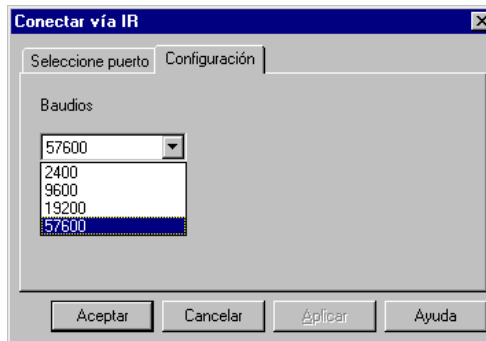 Conectar vía IR
Seleccione puerto Configuración
Baudios
57600
2400
9600
19200
57600
Aceptar Cancelar Aplicar Ayuda